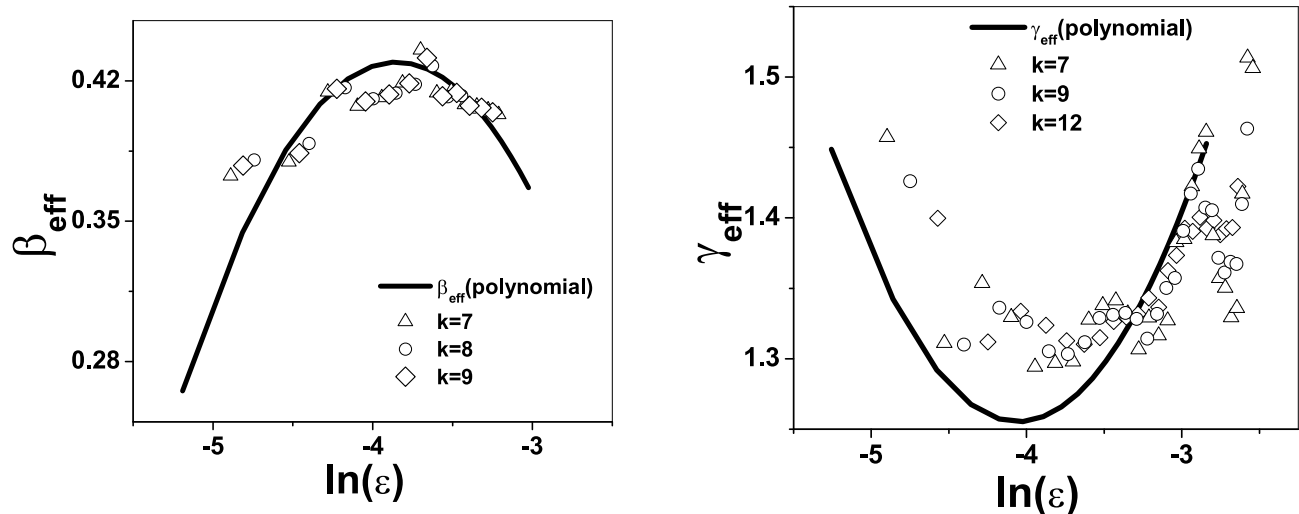 0.42
0.35
0.28
β_eff
β_eff(polynomial)
k=7
k=8
k=9
-5
-4
-3
ln(ε)
γ_eff(polynomial)
k=7
k=9
k=12
1.5
1.4
1.3
γ_eff
-5
-4
-3
ln(ε)